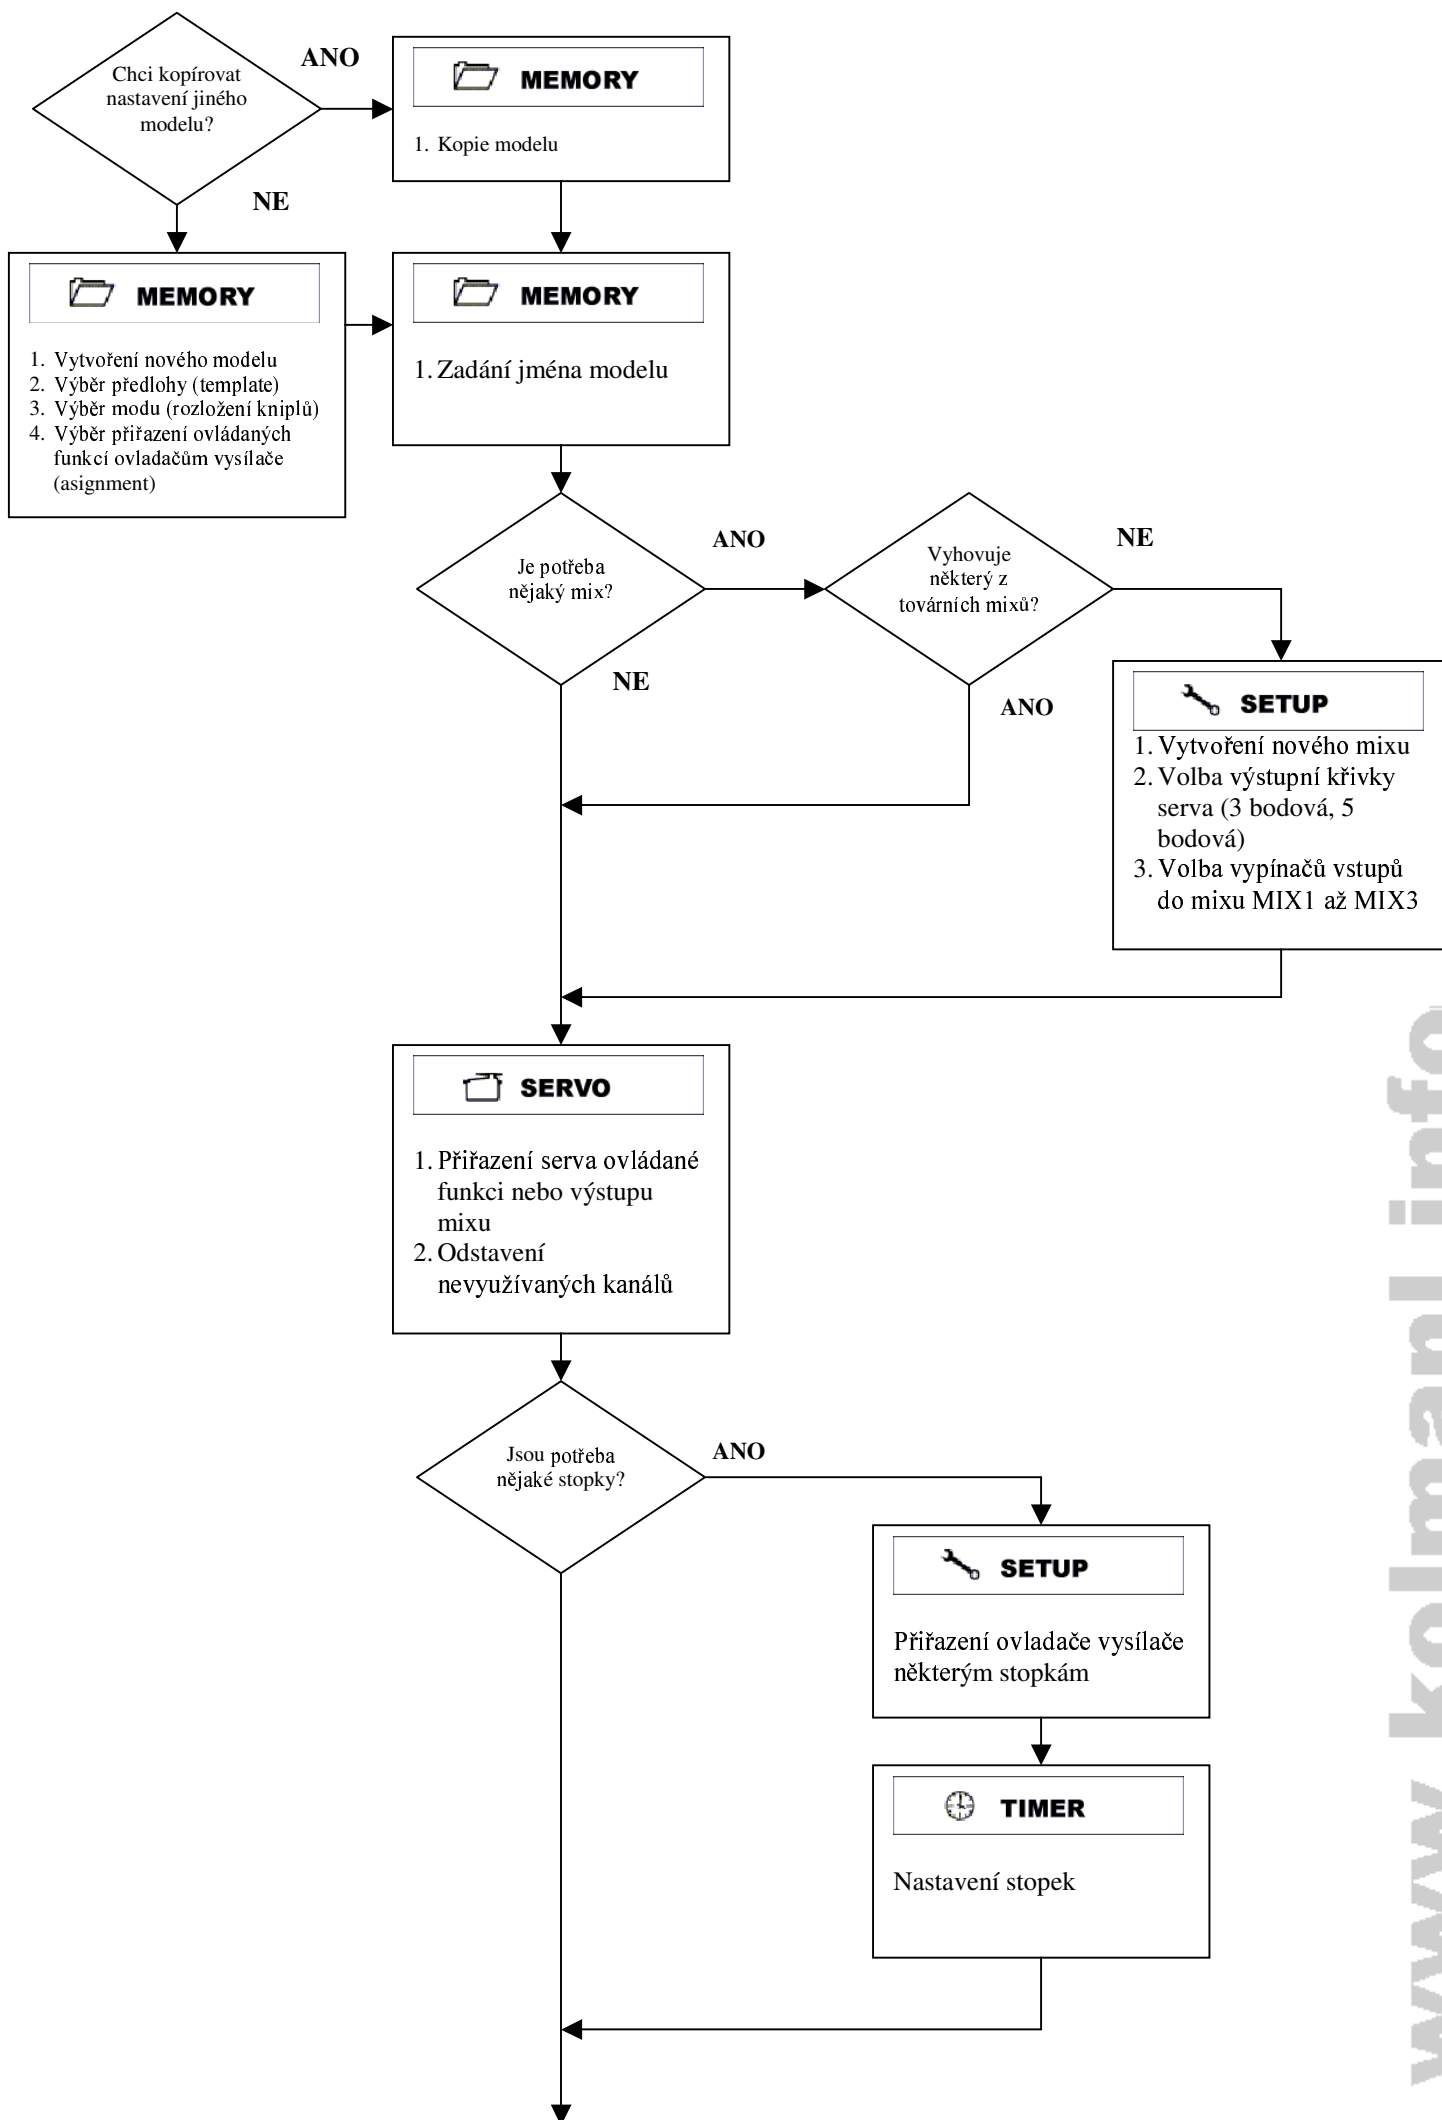 Chci kopírovat
nastavení jiného
modelu?
ANO
MEMORY
1. Kopie modelu
NE
MEMORY
1. Vytvoření nového modelu
2. Výběr předlohy (template)
3. Výběr modu (rozložení kniplů)
4. Výběr přiřazení ovládaných
funkcí ovladačům vysílače
(asignment)
MEMORY
1. Zadání jména modelu
Je potřeba
nějaký mix?
ANO
Vyhovuje
některý z
továrních mixů?
NE
NE
ANO
SETUP
1. Vytvoření nového mixu
2. Volba výstupní křivky
serva (3 bodová, 5
bodová)
3. Volba vypínačů vstupů
do mixu MIX1 až MIX3
SERVO
1. Přiřazení serva ovládané
funkci nebo výstupu
mixu
2. Odstavení
nevyužívaných kanálů
Jsou potřeba
nějaké stopky?
ANO
SETUP
Přiřazení ovladače vysílače
některým stopkám
TIMER
Nastavení stopek
www kolmanl info